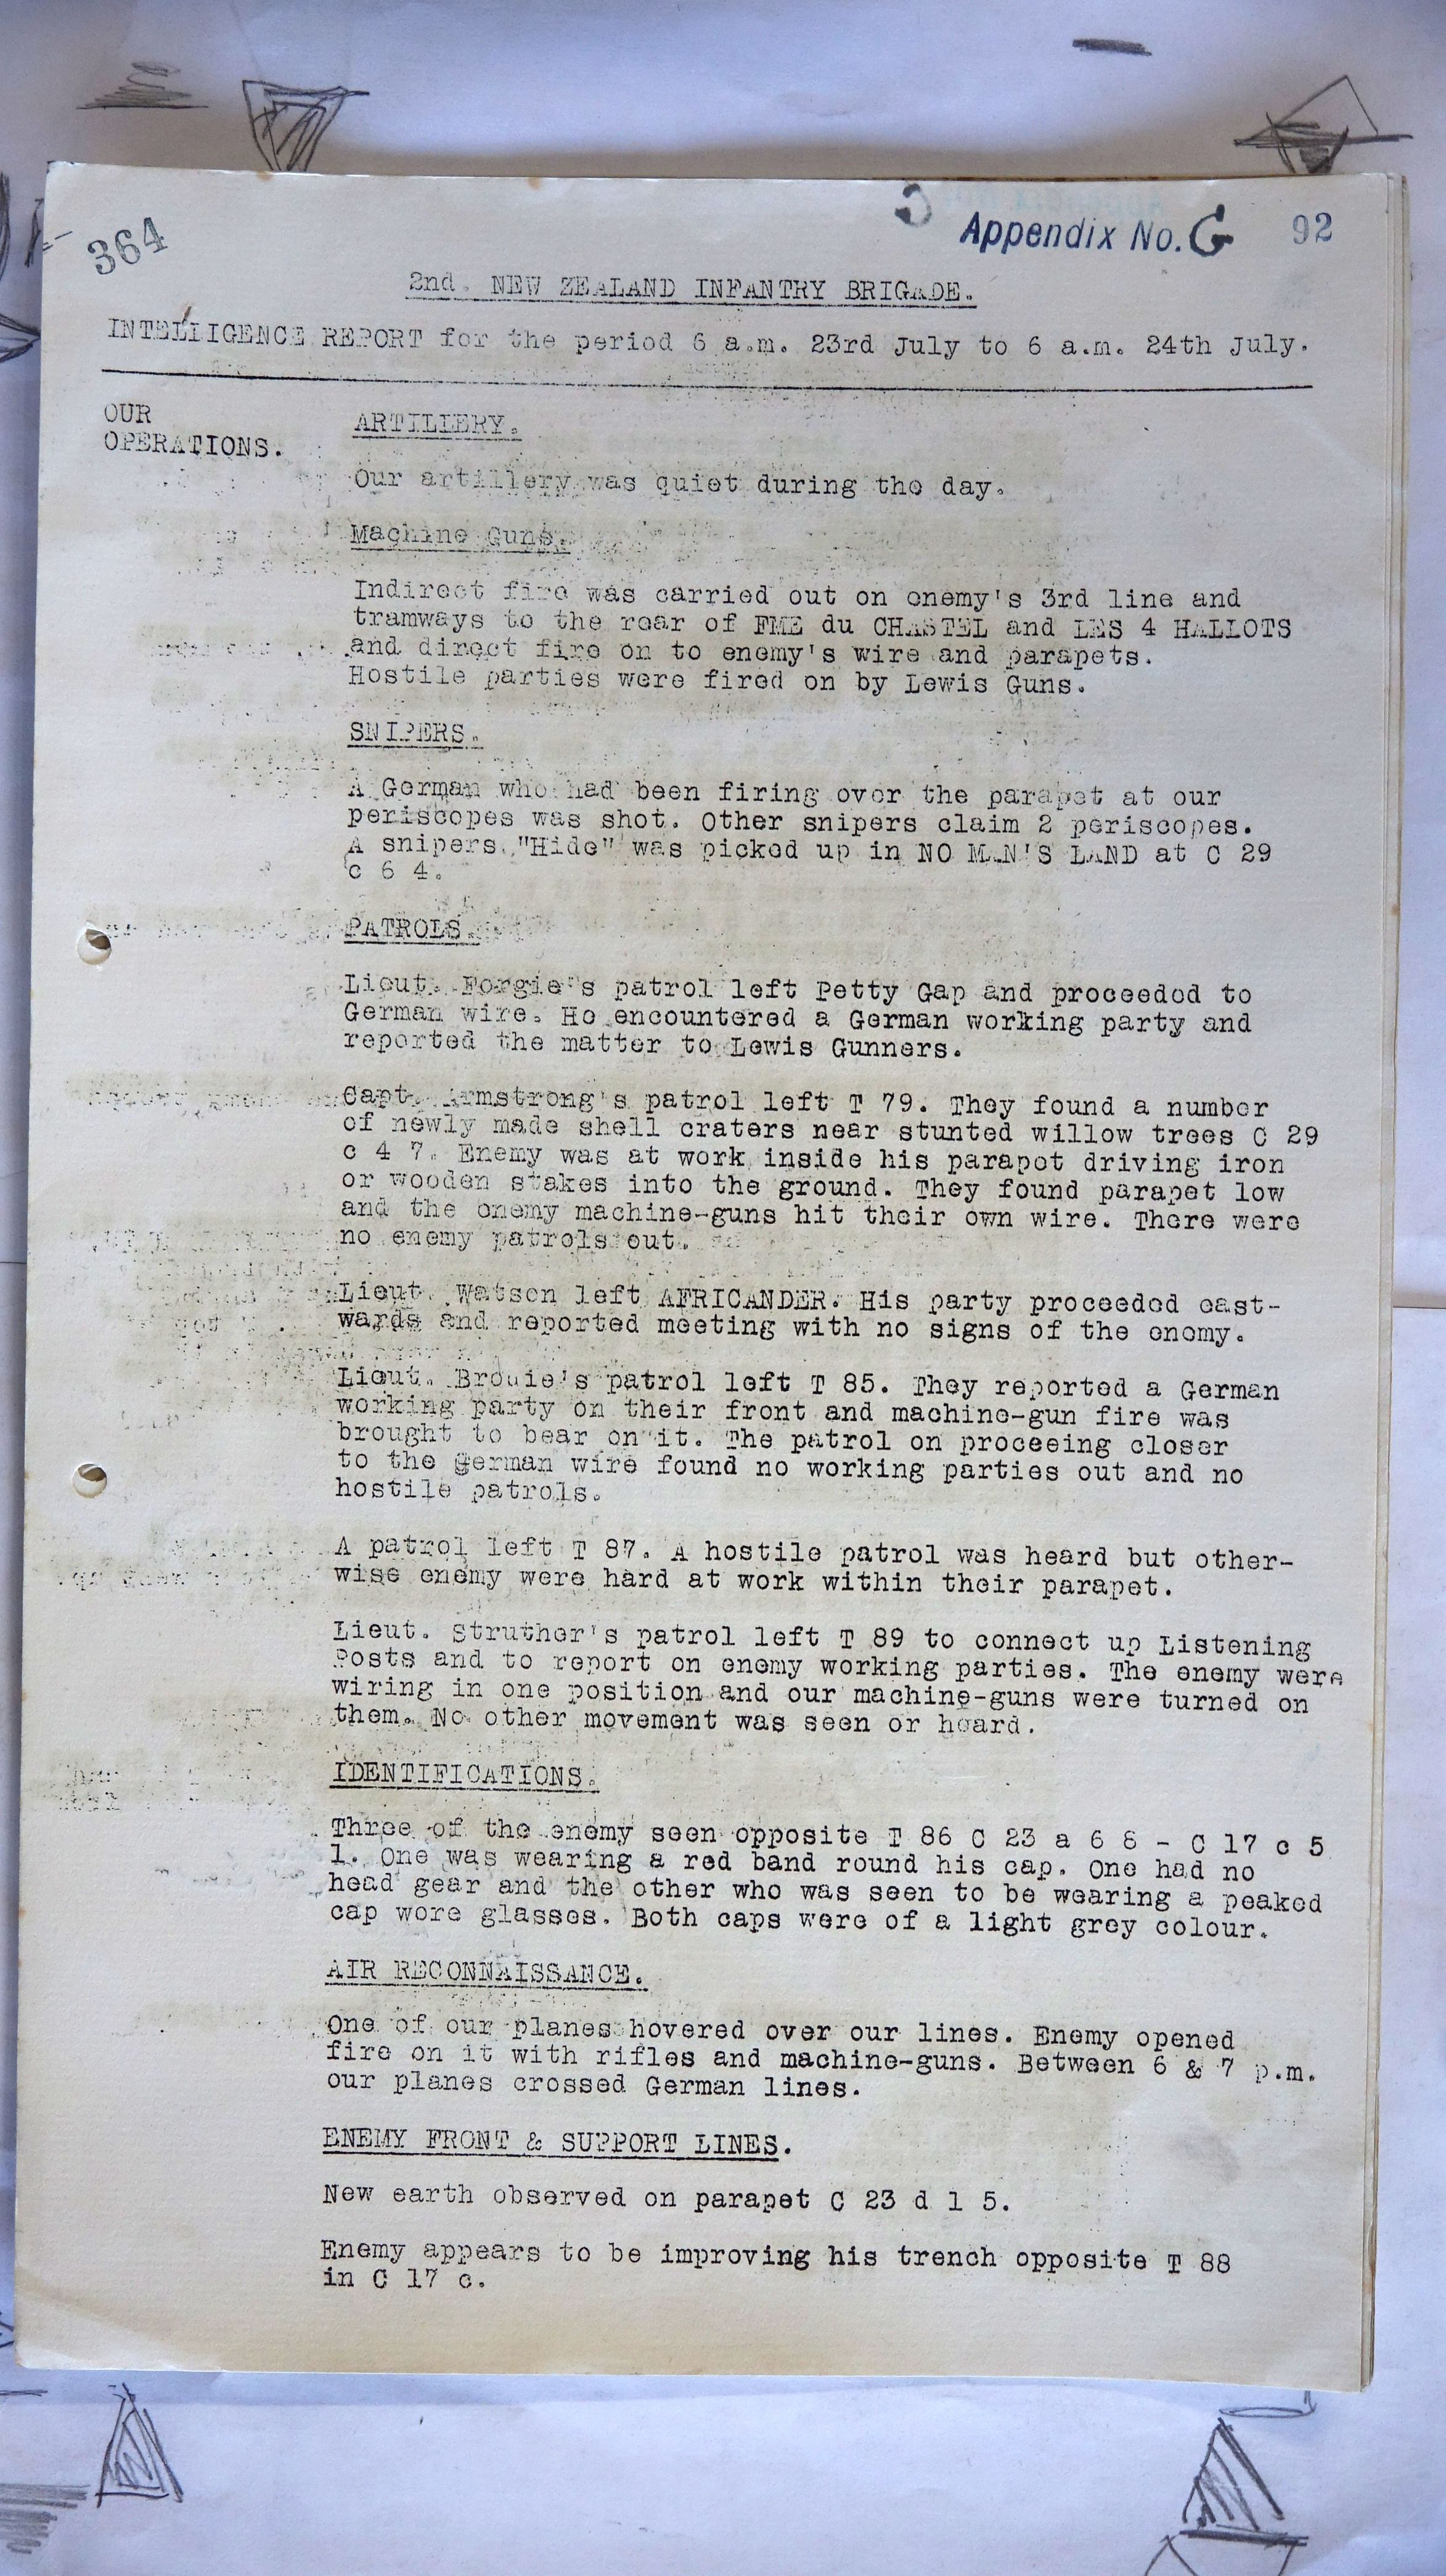 364
Appendix No. G
92
2nd. NEW ZEALAND INFANTRY BRIGADE.
INTELLIGENCE REPORT for the period 6 a.m. 23rd July to 6 a.m. 24th July.
OUR
OPERATIONS.
ARTILLERY.
Our artillery was quiet during the day.
Machine Guns.
Indirect fire was carried out on enemy's 3rd line and
tramways to the rear of FME du CHASTEL and LES 4 HALLOTS
and direct fire on to enemy's wire and parapets.
Hostile parties were fired on by Lewis Guns.
SNIPERS.
A German who had been firing over the parapet at our
periscopes was shot. Other snipers claim 2 periscopes.
A snipers "Hide" was picked up in NO MAN'S LAND at C 29
c 6 4.
PATROLS.
Lieut. Forgie's patrol left Petty Gap and proceeded to
German wire. He encountered a German working party and
reported the matter to Lewis Gunners.
Capt. Armstrong's patrol left T 79. They found a number
of newly made shell craters near stunted willow trees C 29
c 4 7. Enemy was at work inside his parapet driving iron
or wooden stakes into the ground. They found parapet low
and the enemy machine-guns hit their own wire. There were
no enemy patrols out.
Lieut. Watson left AFRICANDER. His party proceeded east-
wards and reported meeting with no signs of the enemy.
Lieut. Brodie's patrol left T 85. They reported a German
working party on their front and machine-gun fire was
brought to bear on it. The patrol on proceeing closer
to the German wire found no working parties out and no
hostile patrols.
A patrol left T 87. A hostile patrol was heard but other-
wise enemy were hard at work within their parapet.
Lieut. Struther's patrol left T 89 to connect up Listening
Posts and to report on enemy working parties. The enemy were
wiring in one position and our machine-guns were turned on
them. No other movement was seen or heard.
IDENTIFICATIONS.
Three of the enemy seen opposite T 86 C 23 a 6 8 - C 17 c 5
1. One was wearing a red band round his cap. One had no
head gear and the other who was seen to be wearing a peaked
cap wore glasses. Both caps were of a light grey colour.
AIR RECONNAISSANCE.
One of our planes hovered over our lines. Enemy opened
fire on it with rifles and machine-guns. Between 6 & 7 p.m.
our planes crossed German lines.
ENEMY FRONT & SUPPORT LINES.
New earth observed on parapet C 23 d 1 5.
Enemy appears to be improving his trench opposite T 88
in C 17 c.